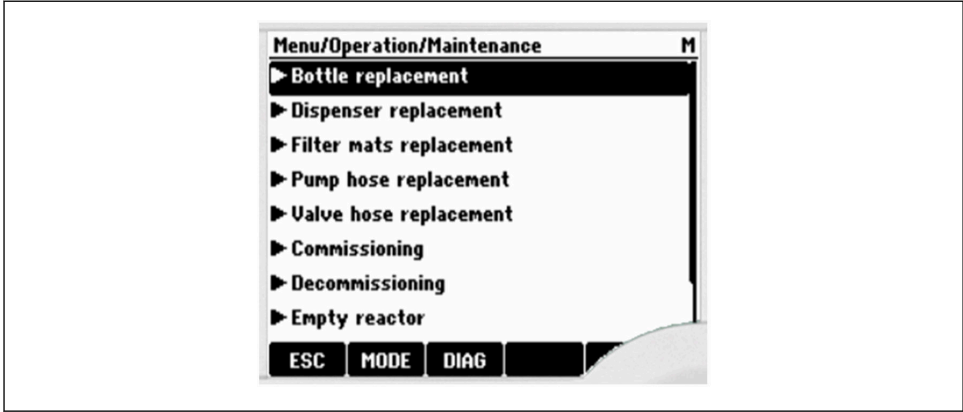 Menu/Operation/Maintenance M
Bottle replacement
Dispenser replacement
Filter mats replacement
Pump hose replacement
Valve hose replacement
Commissioning
Decommissioning
Empty reactor
ESC MODE DIAG